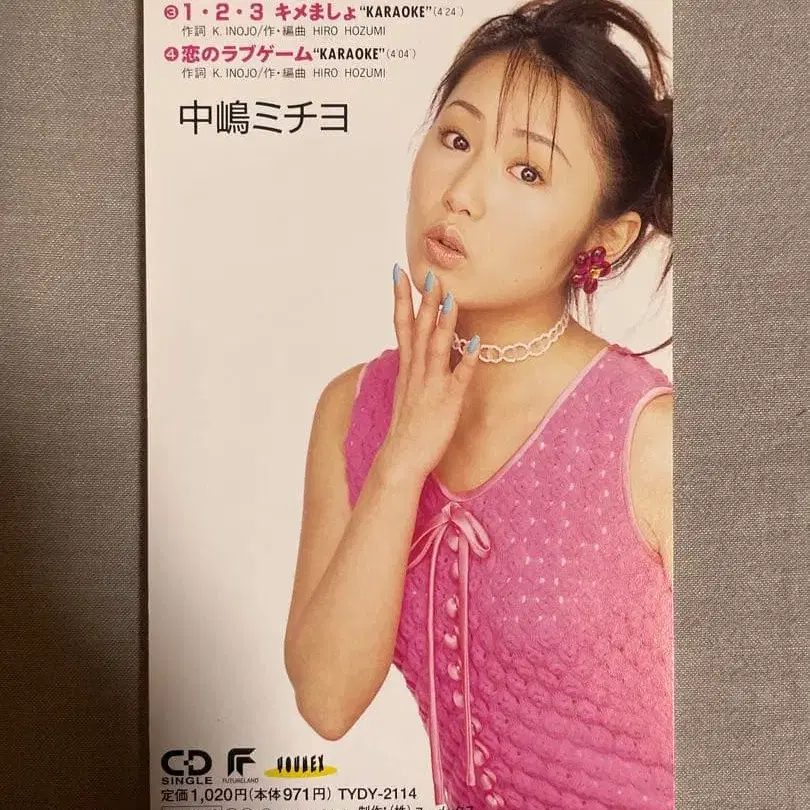 ③1・2・3 キメましょ"KARAOKE"(4'24")
作詞 K. INOJO/作・編曲 HIRO HOZUMI
④恋のラブゲーム"KARAOKE"(4'04")
作詞 K. INOJO/作・編曲 HIRO HOZUMI
中嶋ミチヨ
CD SINGLE
FUTURELAND
定価1,020円(本体971円) TYDY-2114